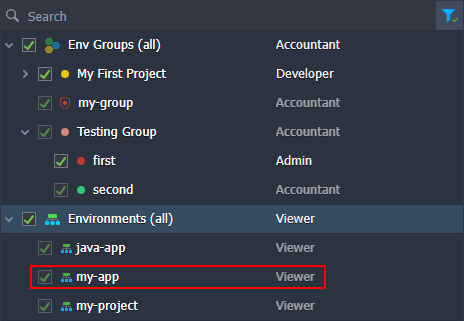 Search
Env Groups (all) Accountant
My First Project Developer
my-group Accountant
Testing Group Accountant
first Admin
second Accountant
Environments (all) Viewer
java-app Viewer
my-app Viewer
my-project Viewer